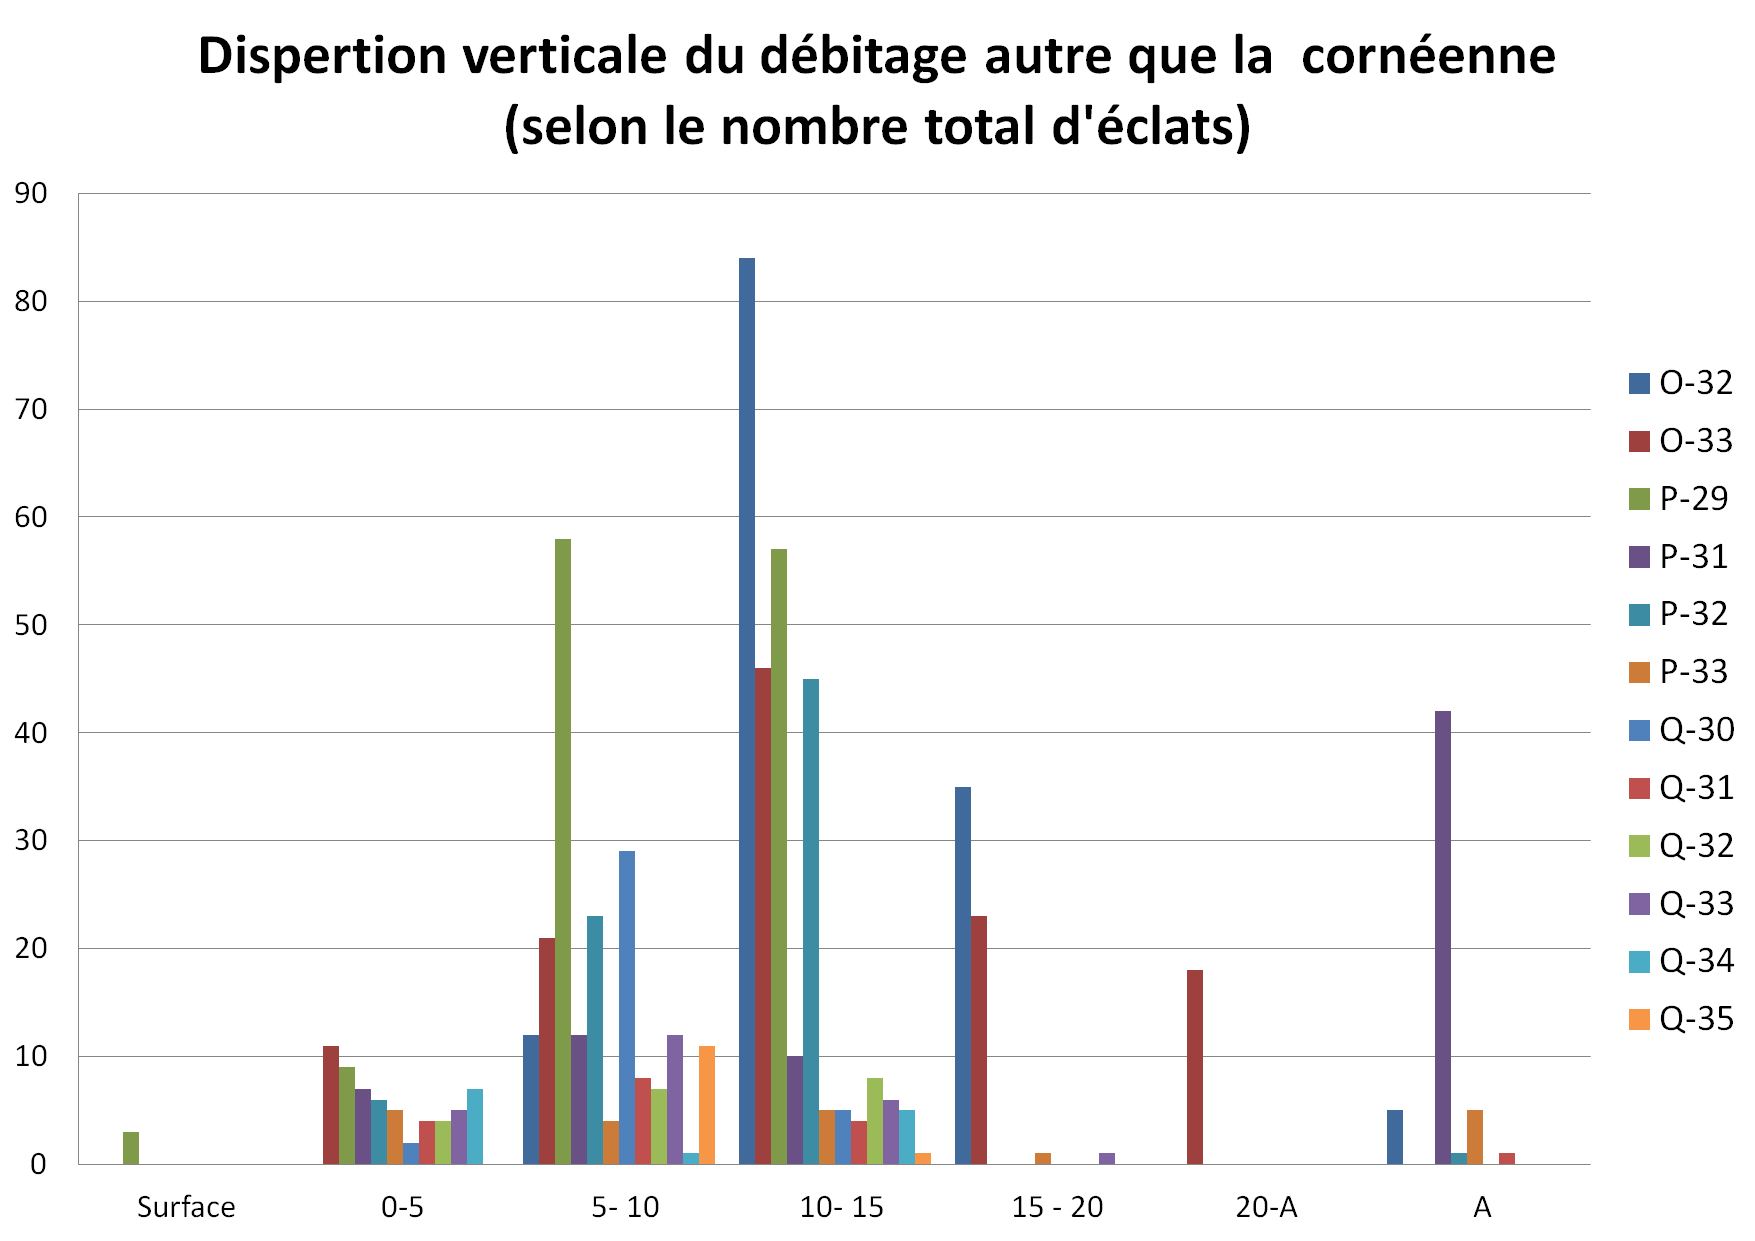 Dispertion verticale du débitage autre que la  cornéenne
(selon le nombre total d'éclats)
90
80
70
60
50
40
30
20
10
0
Surface
0-5
5- 10
10- 15
15 - 20
20-A
A
O-32
O-33
P-29
P-31
P-32
P-33
Q-30
Q-31
Q-32
Q-33
Q-34
Q-35